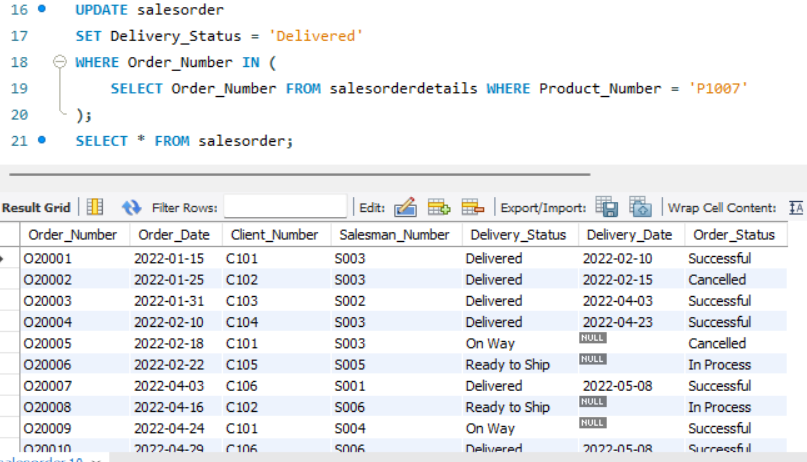 16 UPDATE salesorder
17 SET Delivery_Status = 'Delivered'
18 WHERE Order_Number IN (
19 SELECT Order_Number FROM salesorderdetails WHERE Product_Number = 'P1007'
20 );
21 SELECT * FROM salesorder;
Result Grid Filter Rows: Edit: Export/Import: Wrap Cell Content: IA
Order_Number Order_Date Client_Number Salesman_Number Delivery_Status Delivery_Date Order_Status
O20001 2022-01-15 C101 S003 Delivered 2022-02-10 Successful
O20002 2022-01-25 C102 S003 Delivered 2022-02-15 Cancelled
O20003 2022-01-31 C103 S002 Delivered 2022-04-03 Successful
O20004 2022-02-10 C104 S003 Delivered 2022-04-23 Successful
O20005 2022-02-18 C101 S003 On Way NULL Cancelled
O20006 2022-02-22 C105 S005 Ready to Ship NULL In Process
O20007 2022-04-03 C106 S001 Delivered 2022-05-08 Successful
O20008 2022-04-16 C102 S006 Ready to Ship NULL In Process
O20009 2022-04-24 C101 S004 On Way NULL Successful
O20010 2022-04-29 C106 S006 Delivered 2022-05-08 Successful